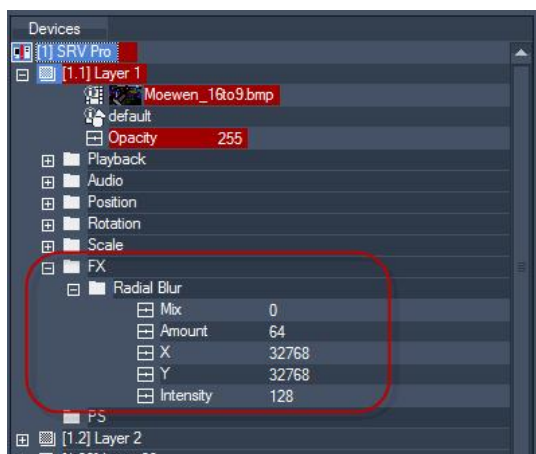 Devices
[1] SRV Pro
[1.1] Layer 1
Moewen_16to9.bmp
default
Opacity 255
Playback
Audio
Position
Rotation
Scale
FX
Radial Blur
Mix 0
Amount 64
X 32768
Y 32768
Intensity 128
PS
[1.2] Layer 2